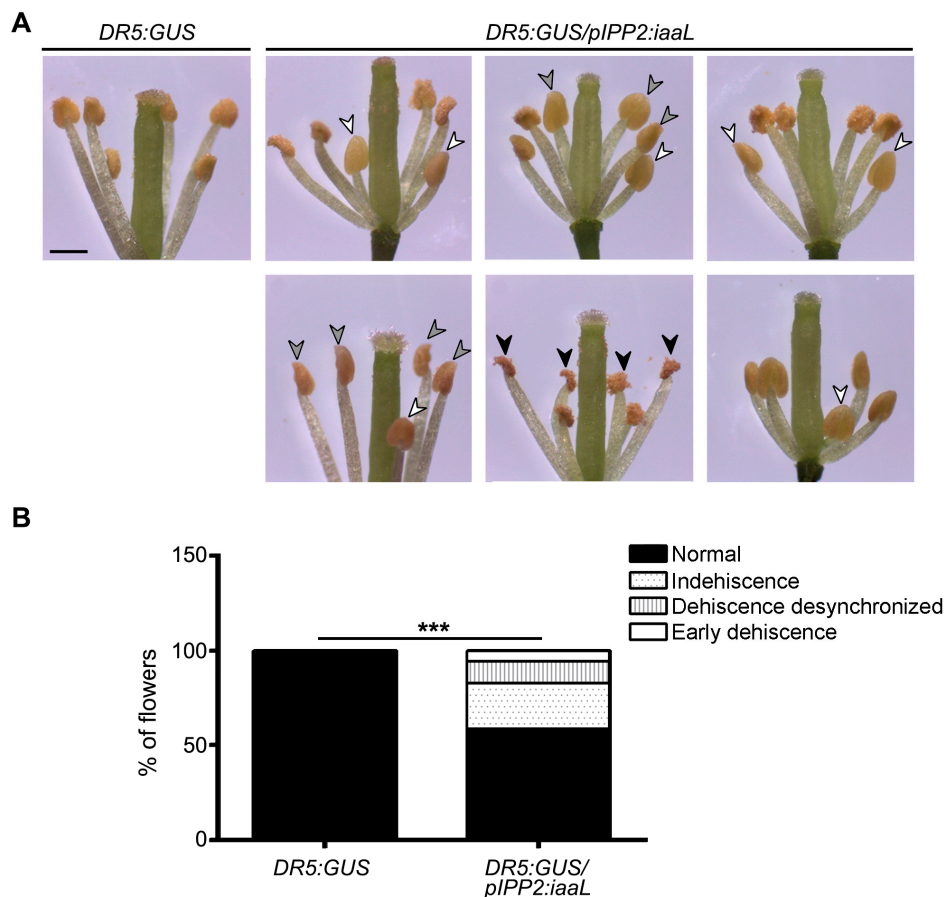 A
DR5:GUS
DR5:GUS/pIPP2:iaaL
B
% of flowers
150
100
50
0
***
DR5:GUS
DR5:GUS/
pIPP2:iaaL
Normal
Indehiscence
Dehiscence desynchronized
Early dehiscence